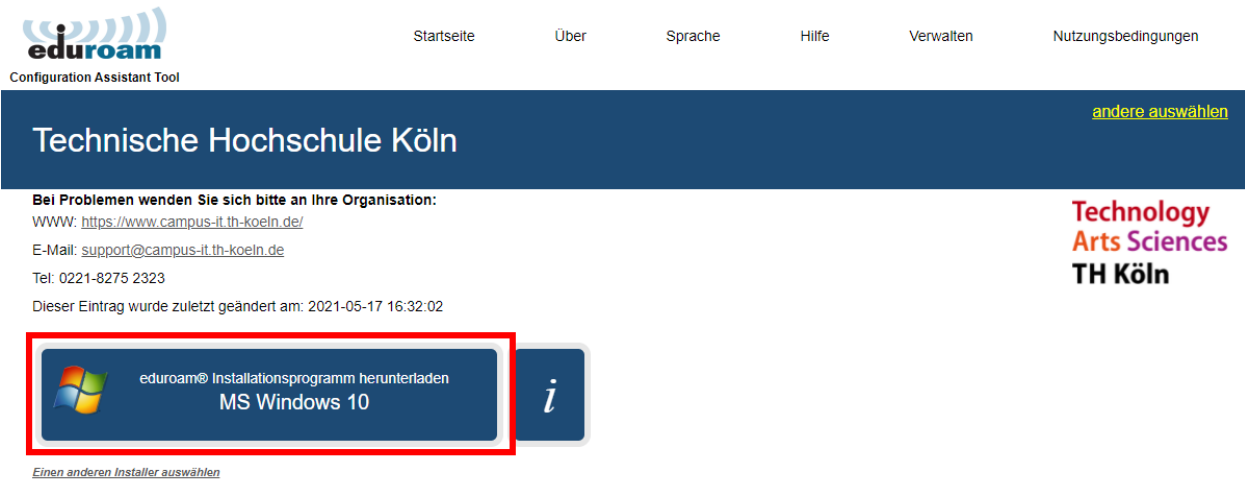 eduroam
Configuration Assistant Tool
Startseite Über Sprache Hilfe Verwalten Nutzungsbedingungen
andere auswählen
Technische Hochschule Köln
Bei Problemen wenden Sie sich bitte an Ihre Organisation:
WWW: https://www.campus-it.th-koeln.de/
E-Mail: support@campus-it.th-koeln.de
Tel: 0221-8275 2323
Dieser Eintrag wurde zuletzt geändert am: 2021-05-17 16:32:02
Technology
Arts Sciences
TH Köln
eduroam® Installationsprogramm herunterladen
MS Windows 10
i
Einen anderen Installer auswählen